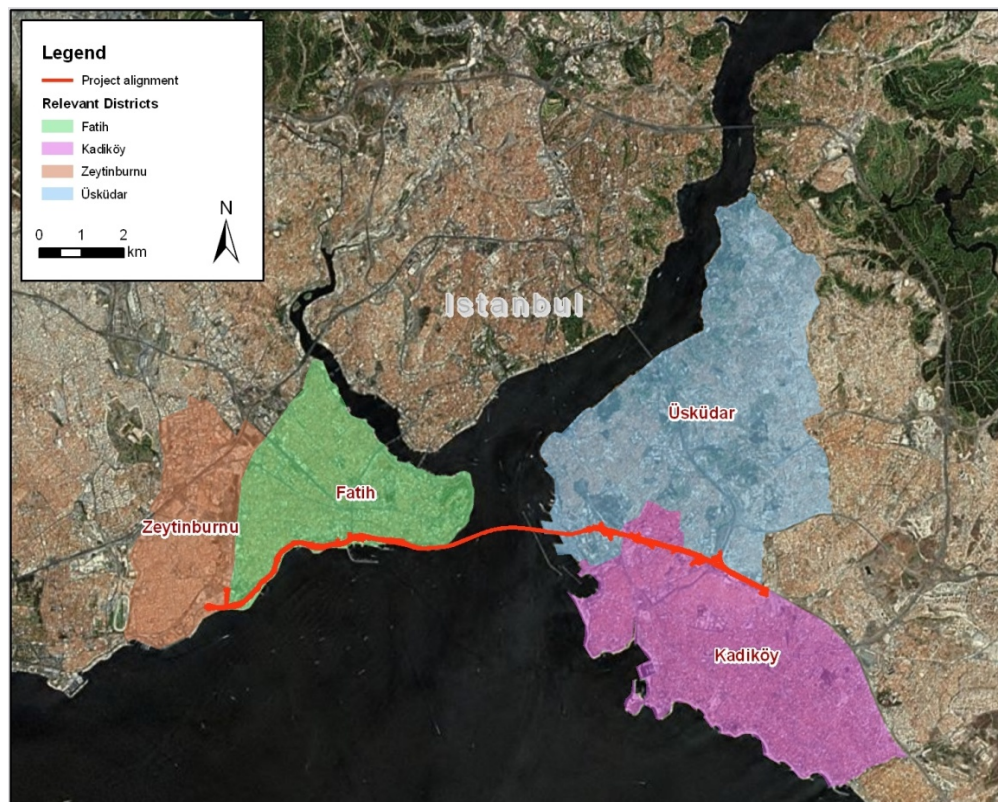 Legend
Project alignment
Relevant Districts
Fatih
Kadiköy
Zeytinburnu
Üsküdar
N
0 1 2
km
Istanbul
Üsküdar
Fatih
Zeytinburnu
Kadiköy